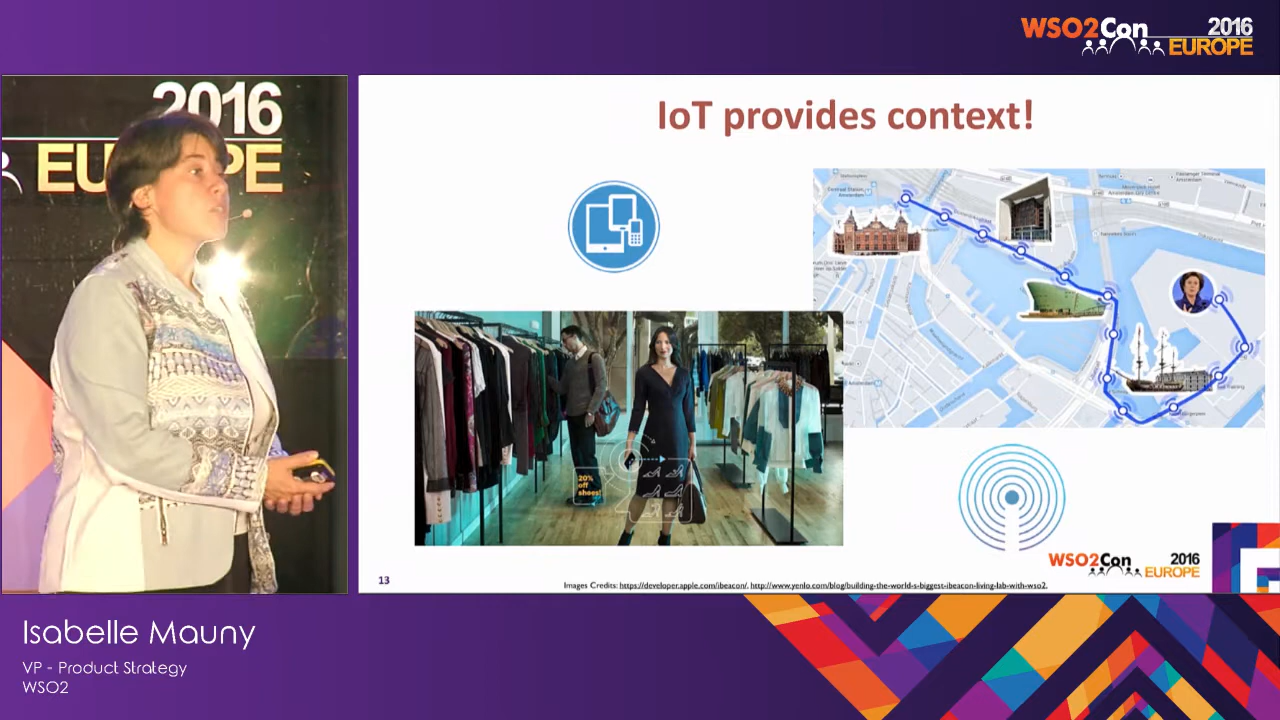 WSO2Con 2016
EUROPE
2016
EUROPE
IoT provides context!
20%
off
shoes!
13
Images Credits: https://developer.apple.com/ibeacon/, http://www.yenlo.com/blog/building-the-world-s-biggest-ibeacon-living-lab-with-wso2.
WSO2Con 2016
EUROPE
Isabelle Mauny
VP - Product Strategy
WSO2